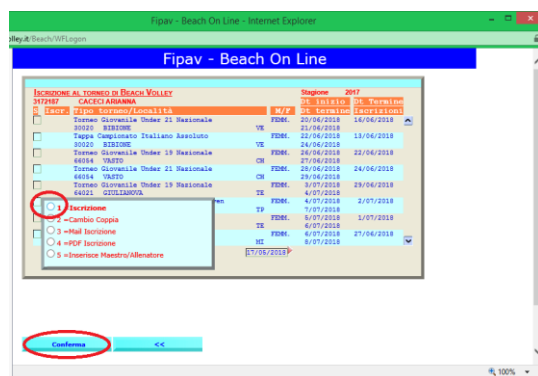 Fipav - Beach On Line - Internet Explorer
olley.it/Beach/WFLogon
Fipav - Beach On Line
ISCRIZIONE AL TORNEO DI BEACH VOLLEY Stagione 2017
3172157 CACECI ARIANNA Dt inizio Dt Termine
S Iscr. Tipo torneo/Località M/F Dt termine Iscrizioni
Torneo Giovanile Under 21 Nazionale FEMM. 20/06/2018 16/06/2018
30020 BIBIONE VE 21/06/2018
Tappa Campionato Italiano Assoluto FEMM. 22/06/2018 13/06/2018
30020 BIBIONE VE 24/06/2018
Torneo Giovanile Under 19 Nazionale FEMM. 26/06/2018 22/06/2018
66054 VASTO CH 27/06/2018
Torneo Giovanile Under 21 Nazionale FEMM. 28/06/2018 24/06/2018
66054 VASTO CH 29/06/2018
Torneo Giovanile Under 19 Nazionale FEMM. 3/07/2018 29/06/2018
64021 GIULIANOVA TE 4/07/2018
en FEMM. 4/07/2018 2/07/2018
1 Iscrizione TP 7/07/2018
2 =Cambio Coppia FEMM. 5/07/2018 1/07/2018
TE 6/07/2018
3 =Mail Iscrizione FEMM. 6/07/2018 27/06/2018
4 =PDF Iscrizione MI 8/07/2018
5 =Inserisce Maestro/Allenatore 17/05/2018
Conferma <<
100%